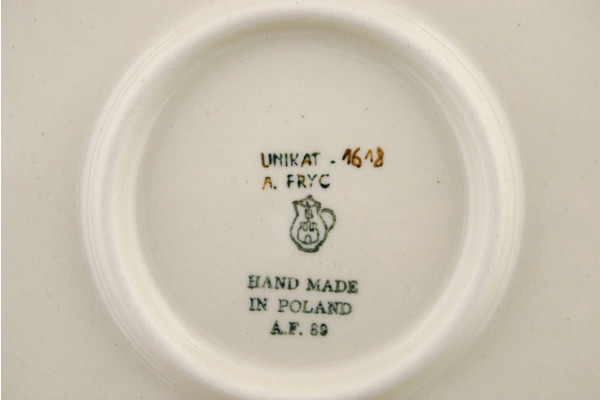 UNIKAT - 1618
A. FRYC
HAND MADE
IN POLAND
A.F. 89